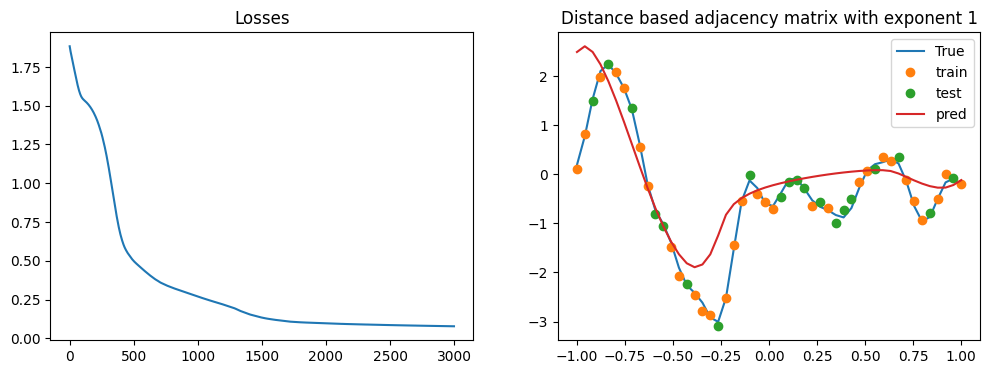 Losses
1.75
1.50
1.25
1.00
0.75
0.50
0.25
0.00
0 500 1000 1500 2000 2500 3000
Distance based adjacency matrix with exponent 1
True
train
test
pred
2
1
0
−1
−2
−3
−1.00 −0.75 −0.50 −0.25 0.00 0.25 0.50 0.75 1.00